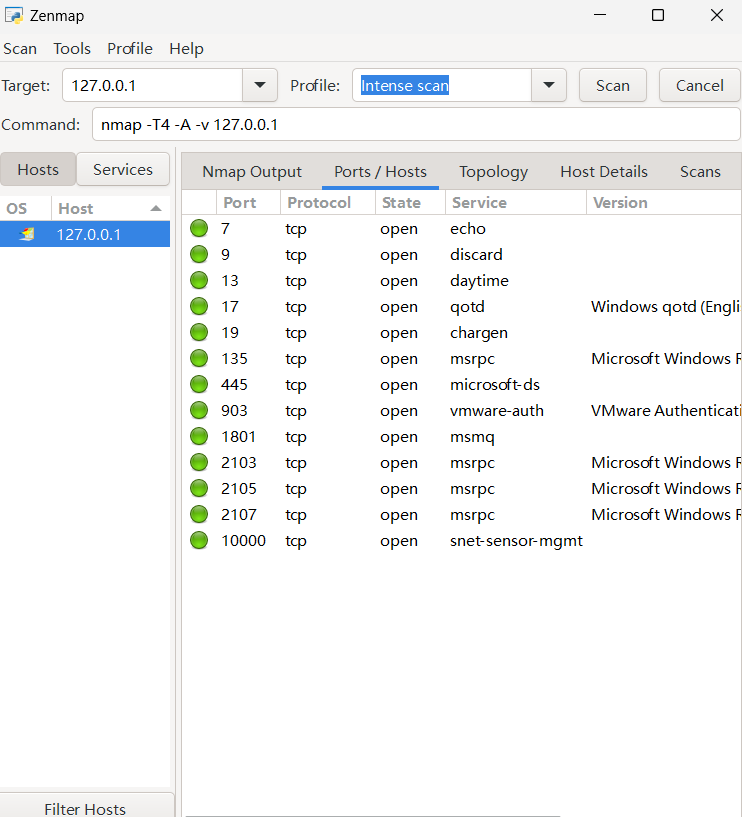 Zenmap
Scan Tools Profile Help
Target: 127.0.0.1 Profile: Intense scan Scan Cancel
Command: nmap -T4 -A -v 127.0.0.1
Hosts Services
OS Host
127.0.0.1
Filter Hosts
Nmap Output Ports / Hosts Topology Host Details Scans
Port Protocol State Service Version
7 tcp open echo
9 tcp open discard
13 tcp open daytime
17 tcp open qotd Windows qotd (Engli
19 tcp open chargen
135 tcp open msrpc Microsoft Windows R
445 tcp open microsoft-ds
903 tcp open vmware-auth VMware Authenticati
1801 tcp open msmq
2103 tcp open msrpc Microsoft Windows R
2105 tcp open msrpc Microsoft Windows R
2107 tcp open msrpc Microsoft Windows R
10000 tcp open snet-sensor-mgmt